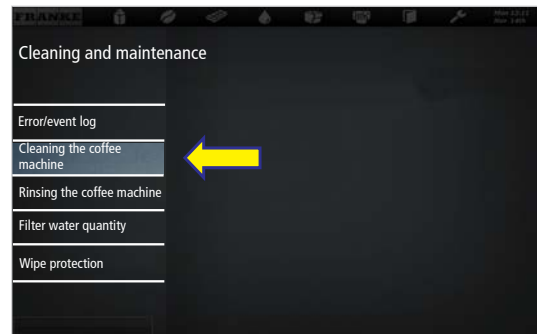 FRANKE
Cleaning and maintenance
Error/event log
Cleaning the coffee
machine
Rinsing the coffee machine
Filter water quantity
Wipe protection